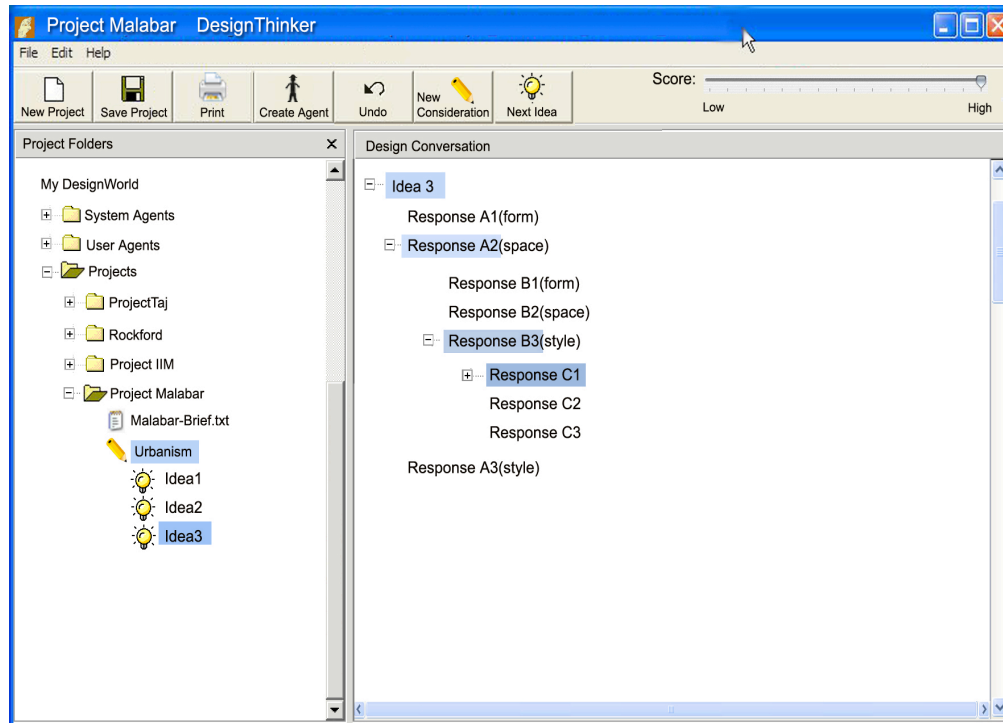 Project Malabar DesignThinker
File Edit Help
New Project
Save Project
Print
Create Agent
Undo
New Consideration
Next Idea
Score:
Low
High
Project Folders
Design Conversation
My DesignWorld
System Agents
User Agents
Projects
ProjectTaj
Rockford
Project IIM
Project Malabar
Malabar-Brief.txt
Urbanism
Idea1
Idea2
Idea3
Idea 3
Response A1(form)
Response A2(space)
Response B1(form)
Response B2(space)
Response B3(style)
Response C1
Response C2
Response C3
Response A3(style)